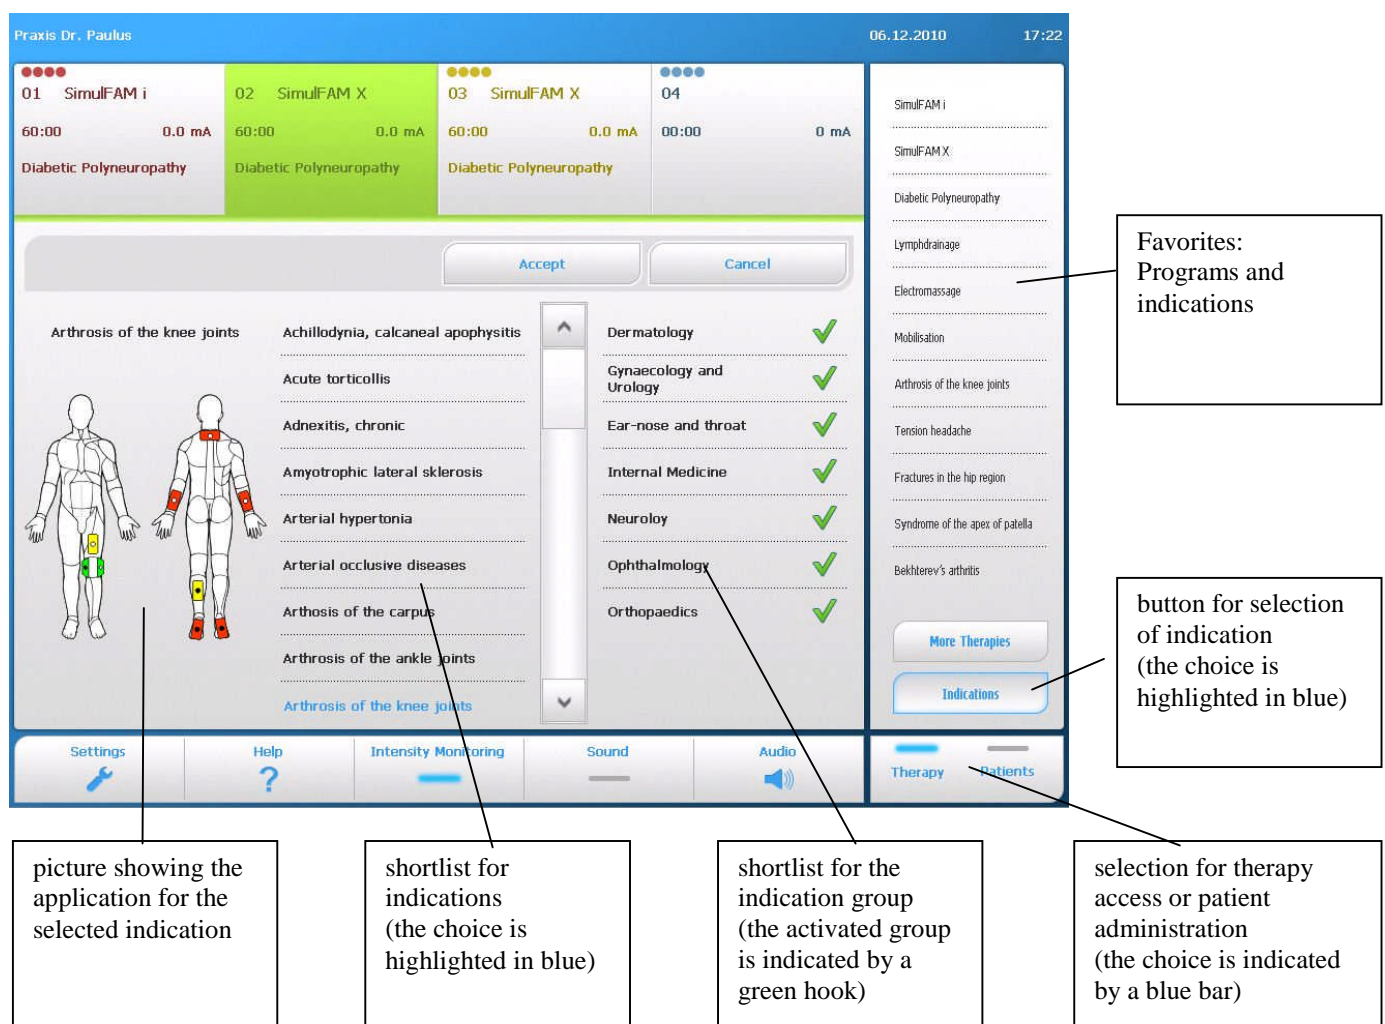 Praxis Dr. Paulus
06.12.2010 17:22
01 SimulFAM i
60:00 0.0 mA
Diabetic Polyneuropathy
02 SimulFAM X
60:00 0.0 mA
Diabetic Polyneuropathy
03 SimulFAM X
60:00 0.0 mA
Diabetic Polyneuropathy
04
00:00 0 mA
Accept
Cancel
Arthrosis of the knee joints
Achillodynia, calcaneal apophysitis
Acute torticollis
Adnexitis, chronic
Amyotrophic lateral sklerosis
Arterial hypertonia
Arterial occlusive diseases
Arthosis of the carpus
Arthrosis of the ankle joints
Arthrosis of the knee joints
Dermatology
Gynaecology and
Urology
Ear-nose and throat
Internal Medicine
Neuroloy
Ophthalmology
Orthopaedics
SimulFAM i
SimulFAM X
Diabetic Polyneuropathy
Lymphdrainage
Electromassage
Mobilisation
Arthrosis of the knee joints
Tension headache
Fractures in the hip region
Syndrome of the apex of patella
Bekhterev's arthritis
More Therapies
Indications
Settings
Help
?
Intensity Monitoring
Sound
Audio
Therapy
Patients
Favorites:
Programs and
indications
button for selection
of indication
(the choice is
highlighted in blue)
picture showing the
application for the
selected indication
shortlist for
indications
(the choice is
highlighted in blue)
shortlist for the
indication group
(the activated group
is indicated by a
green hook)
selection for therapy
access or patient
administration
(the choice is indicated
by a blue bar)